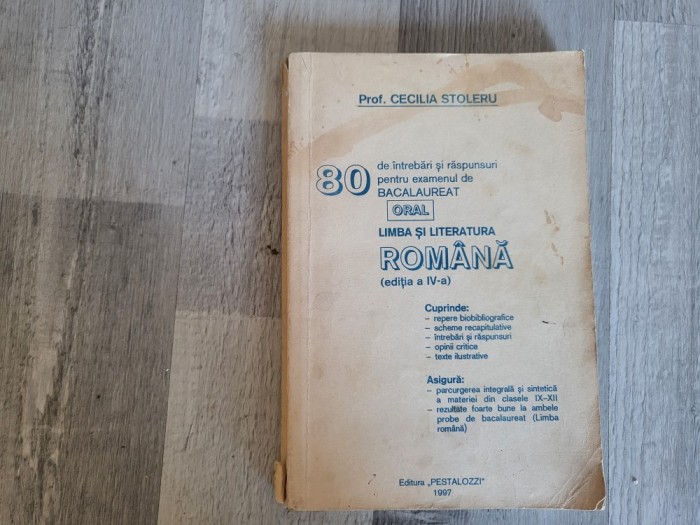 Prof. CECILIA STOLERU
80 de întrebări și răspunsuri
pentru examenul de
BACALAUREAT
ORAL
LIMBA ȘI LITERATURA
ROMÂNĂ
(ediția a IV-a)
Cuprinde:
– repere biobibliografice
– scheme recapitulative
– întrebări și răspunsuri
– opinii critice
– texte ilustrative
Asigură:
– parcurgerea integrală și sintetică
a materiei din clasele IX–XII
– rezultate foarte bune la ambele
probe de bacalaureat (Limba
română)
Editura „PESTALOZZI"
1997